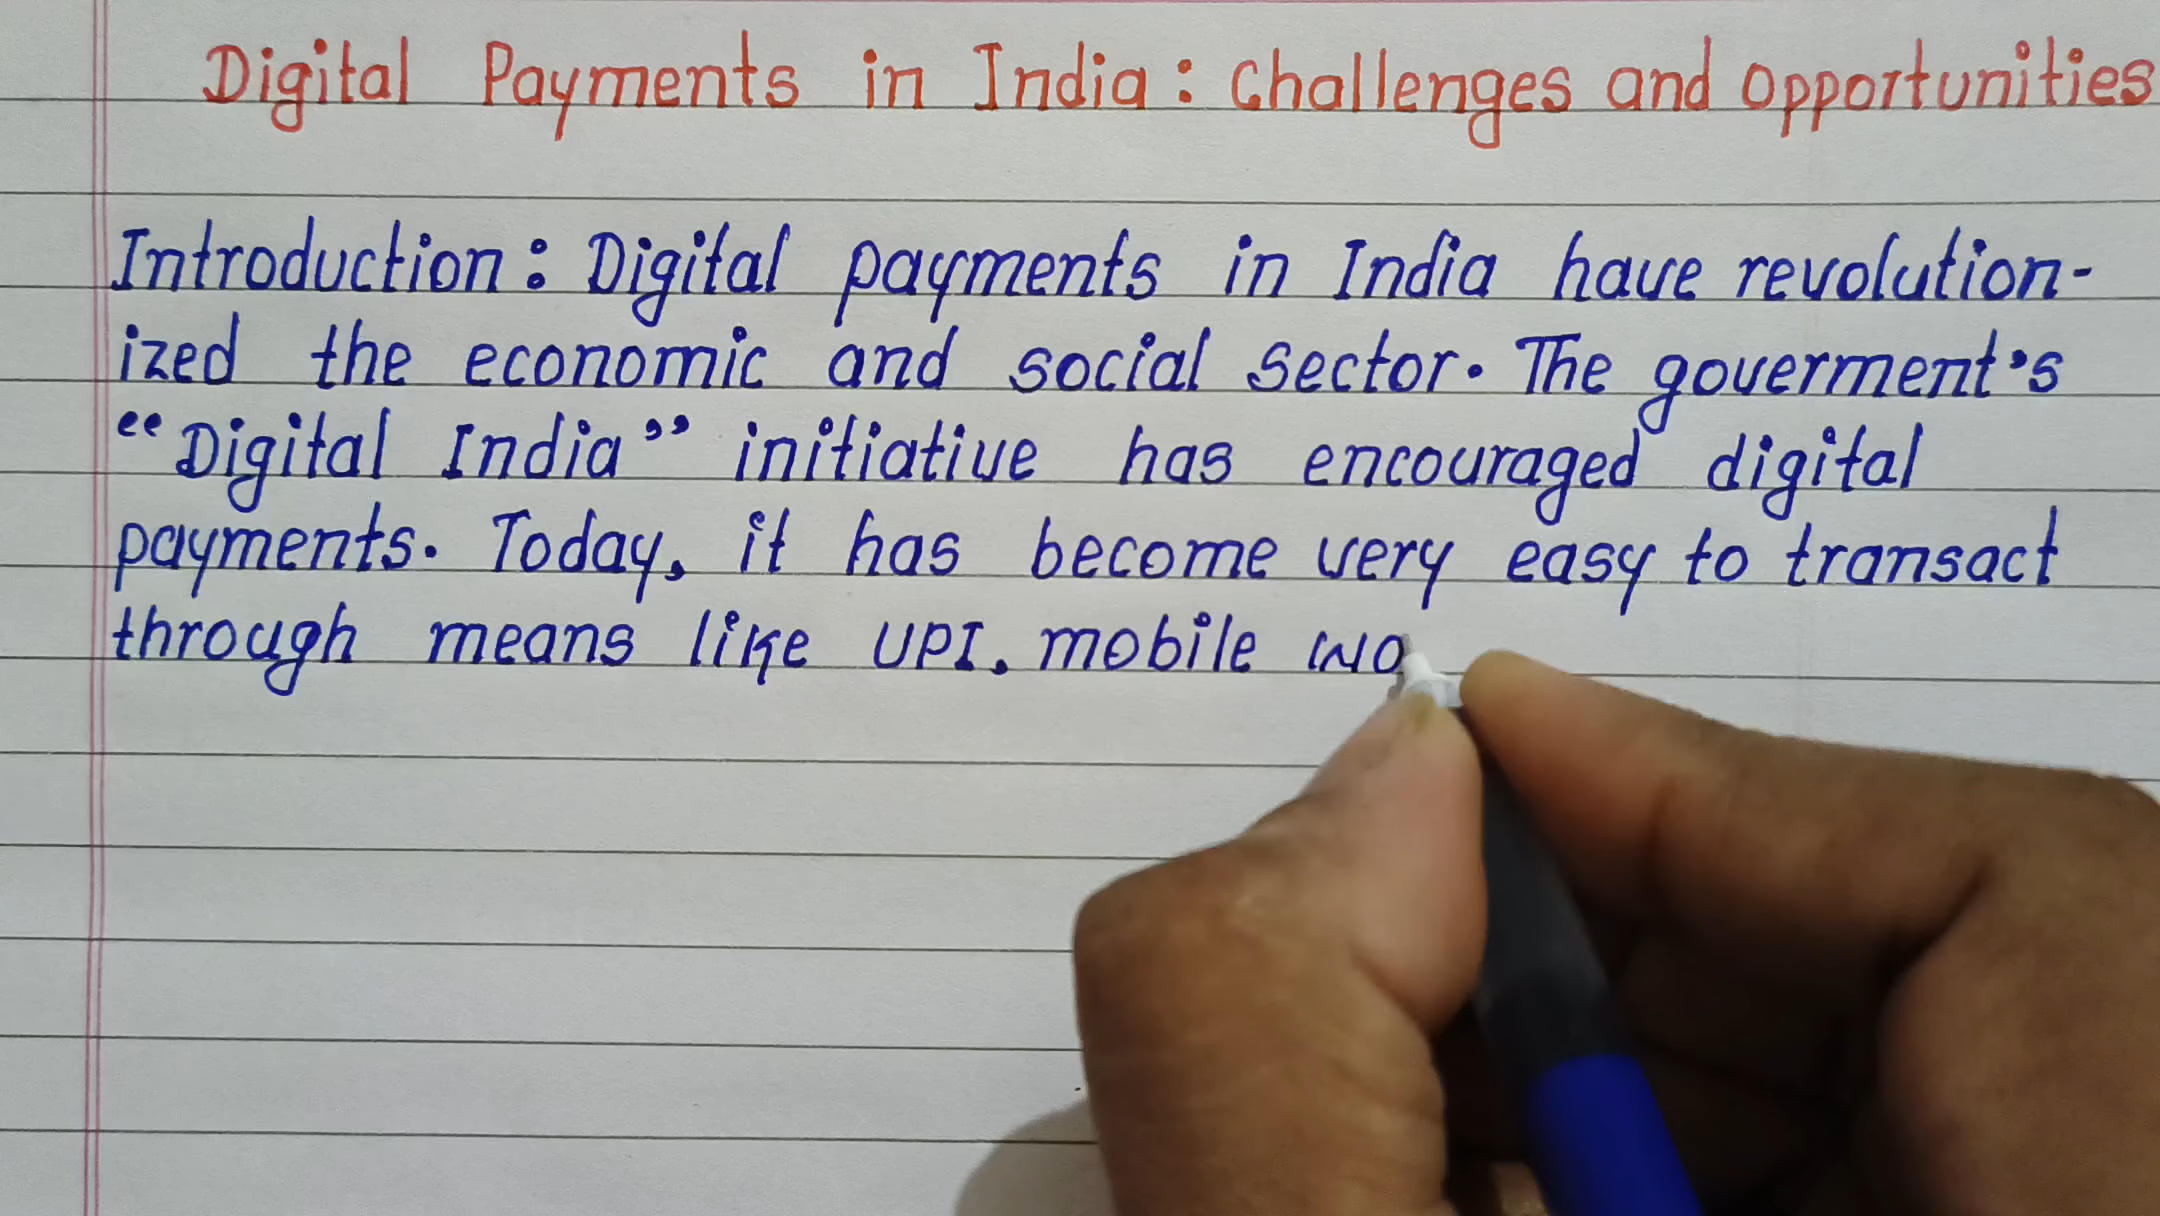 Digital Payments in India: Challenges and Opportunities
Introduction: Digital payments in India have revolution-
ized the economic and social sector. The goverment's
"Digital India" initiative has encouraged digital
payments. Today, it has become very easy to transact
through means like UPI. mobile wa